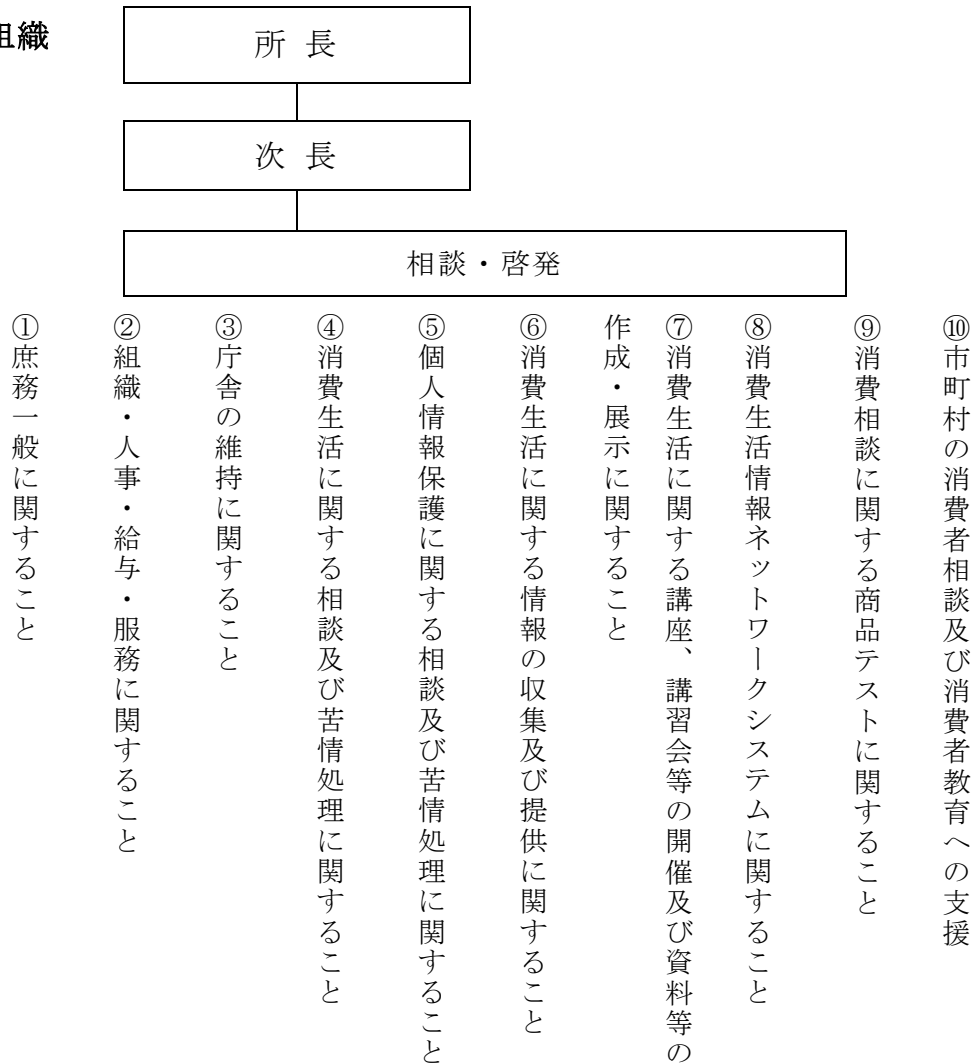 組織
所長
次長
相談・啓発
①庶務一般に関すること
②組織・人事・給与・服務に関すること
③庁舎の維持に関すること
④消費生活に関する相談及び苦情処理に関すること
⑤個人情報保護に関する相談及び苦情処理に関すること
⑥消費生活に関する情報の収集及び提供に関すること
⑦消費生活に関する講座、講習会等の開催及び資料等の
作成・展示に関すること
⑧消費生活情報ネットワークシステムに関すること
⑨消費相談に関する商品テストに関すること
⑩市町村の消費者相談及び消費者教育への支援